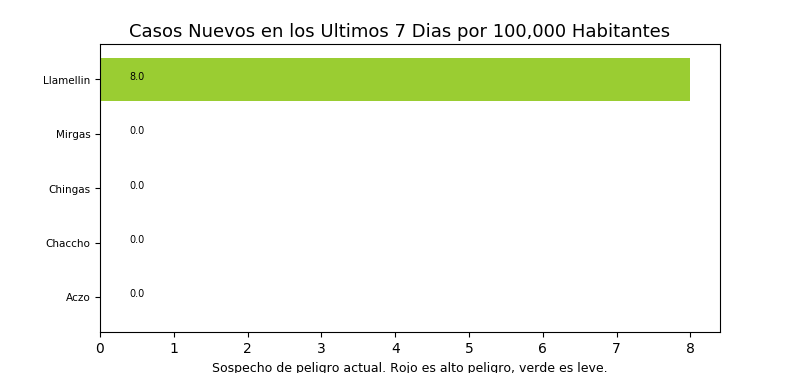 Casos Nuevos en los Ultimos 7 Dias por 100,000 Habitantes
Llamellin 8.0
Mirgas 0.0
Chingas 0.0
Chaccho 0.0
Aczo 0.0
0 1 2 3 4 5 6 7 8
Sospecho de peligro actual. Rojo es alto peligro, verde es leve.